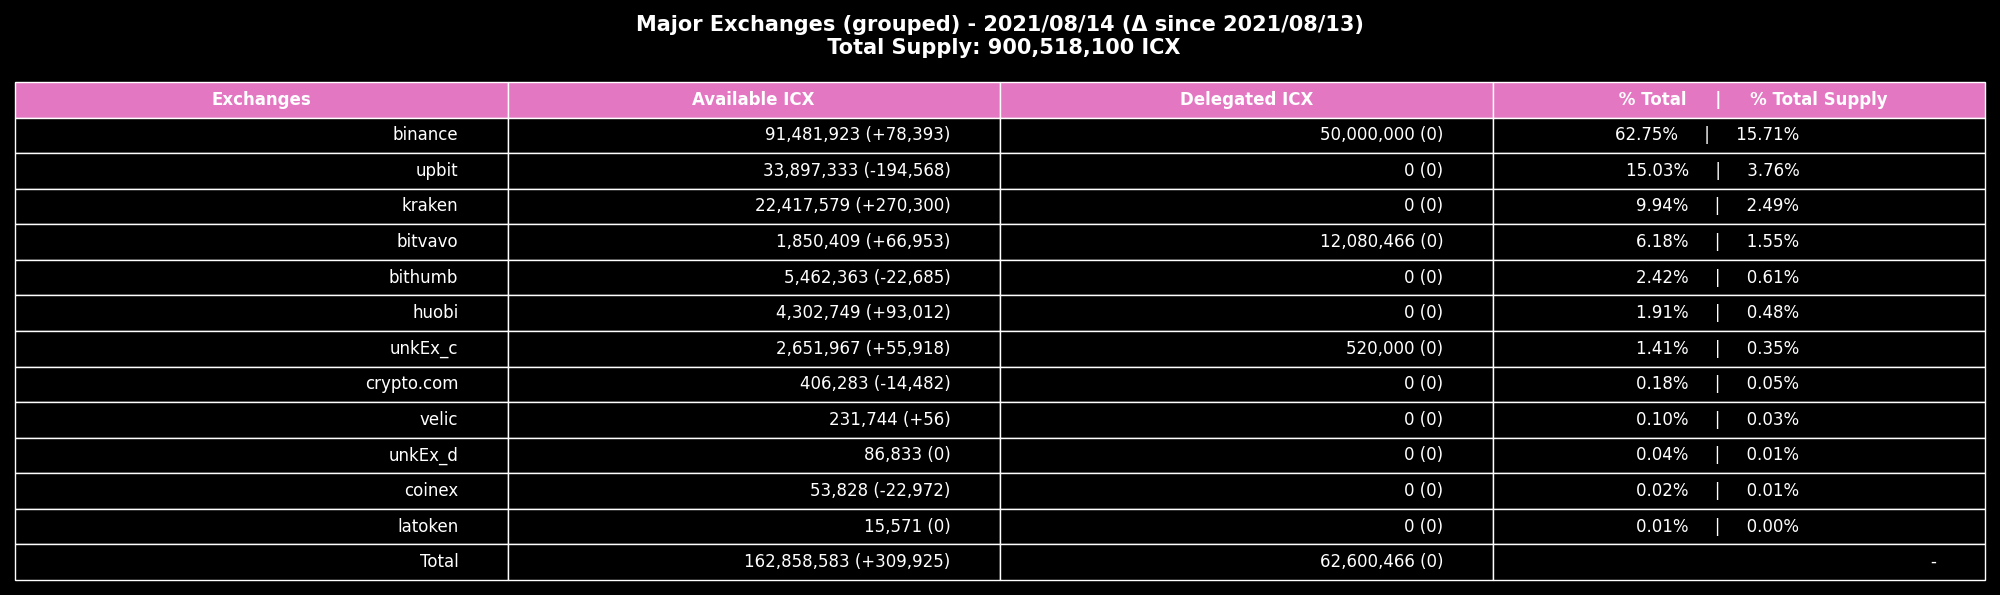 Major Exchanges (grouped) - 2021/08/14 (Δ since 2021/08/13)
Total Supply: 900,518,100 ICX
Exchanges Available ICX Delegated ICX % Total | % Total Supply
binance 91,481,923 (+78,393) 50,000,000 (0) 62.75% | 15.71%
upbit 33,897,333 (-194,568) 0 (0) 15.03% | 3.76%
kraken 22,417,579 (+270,300) 0 (0) 9.94% | 2.49%
bitvavo 1,850,409 (+66,953) 12,080,466 (0) 6.18% | 1.55%
bithumb 5,462,363 (-22,685) 0 (0) 2.42% | 0.61%
huobi 4,302,749 (+93,012) 0 (0) 1.91% | 0.48%
unkEx_c 2,651,967 (+55,918) 520,000 (0) 1.41% | 0.35%
crypto.com 406,283 (-14,482) 0 (0) 0.18% | 0.05%
velic 231,744 (+56) 0 (0) 0.10% | 0.03%
unkEx_d 86,833 (0) 0 (0) 0.04% | 0.01%
coinex 53,828 (-22,972) 0 (0) 0.02% | 0.01%
latoken 15,571 (0) 0 (0) 0.01% | 0.00%
Total 162,858,583 (+309,925) 62,600,466 (0) -